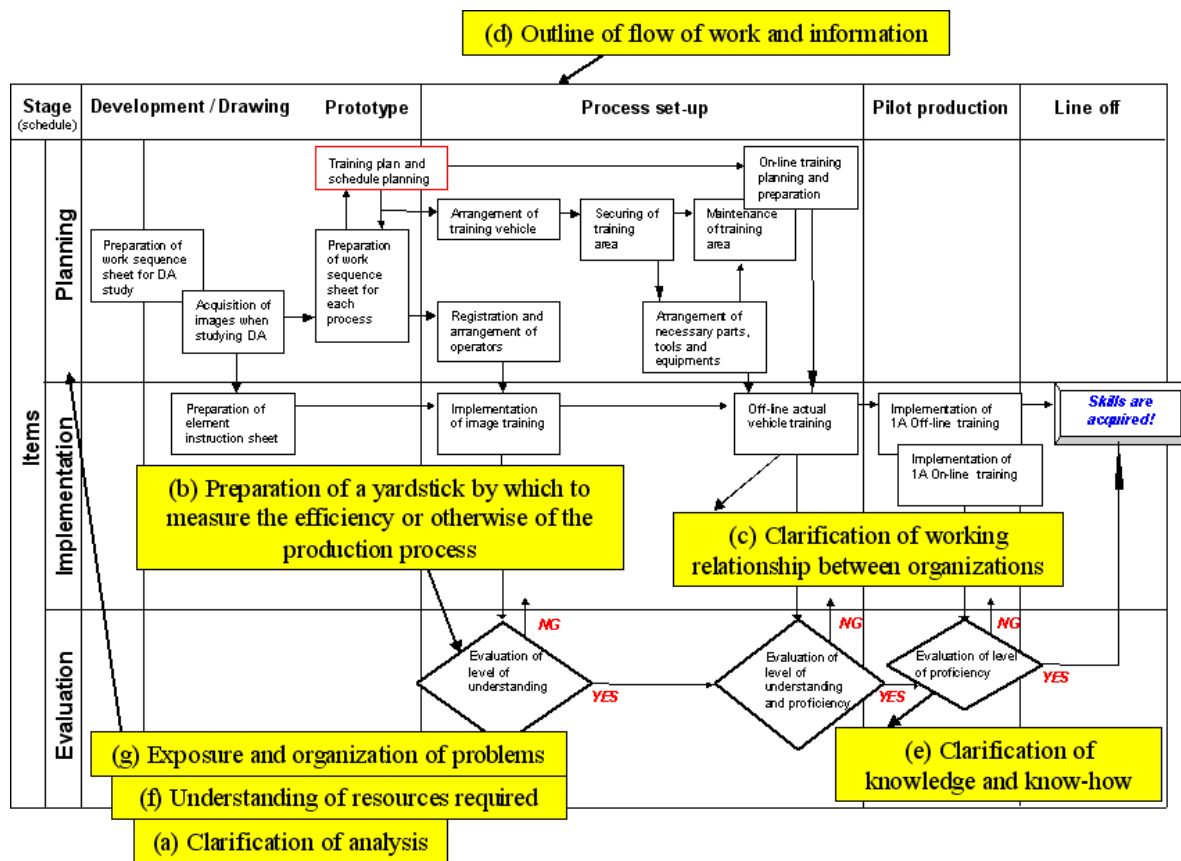 (d) Outline of flow of work and information
Stage
(schedule)
Development / Drawing
Prototype
Process set-up
Pilot production
Line off
Items
Planning
Training plan and
schedule planning
On-line training
planning and
preparation
Arrangement of
training vehicle
Securing of
training
area
Maintenance
of training
area
Preparation of
work sequence
sheet for DA
study
Preparation
of work
sequence
sheet for
each
process
Acquisition of
images when
studying DA
Registration and
arrangement of
operators
Arrangement of
necessary parts,
tools and
equipments
Implementation
Preparation of
element
instruction sheet
Implementation
of image training
Off-line actual
vehicle training
Implementation
of 1A Off-line training
Implementation of
1A On-line training
Skills are
acquired!
(b) Preparation of a yardstick by which to
measure the efficiency or otherwise of the
production process
(c) Clarification of working
relationship between organizations
Evaluation
NG
NG
NG
Evaluation of
level of
understanding
YES
Evaluation of
level of
understanding
and proficiency
YES
Evaluation of level
of proficiency
YES
(g) Exposure and organization of problems
(f) Understanding of resources required
(a) Clarification of analysis
(e) Clarification of
knowledge and know-how